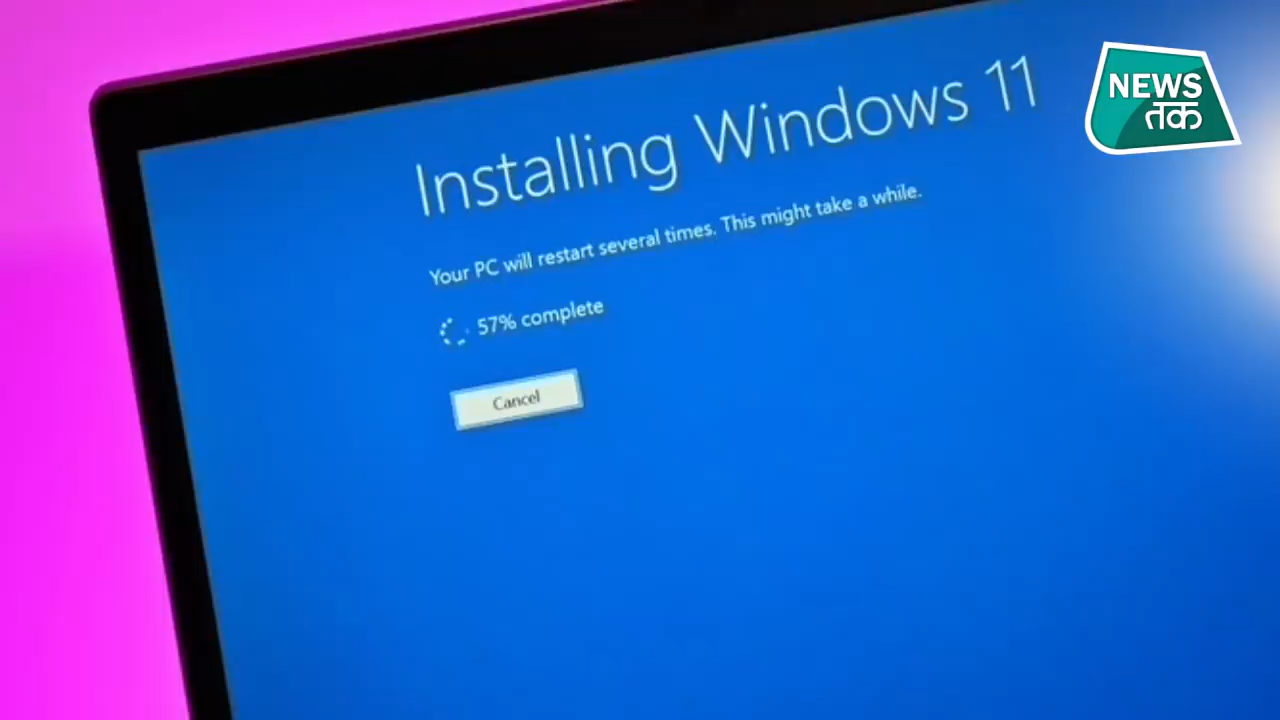 Installing Windows 11
Your PC will restart several times. This might take a while.
57% complete
Cancel
NEWS
तक